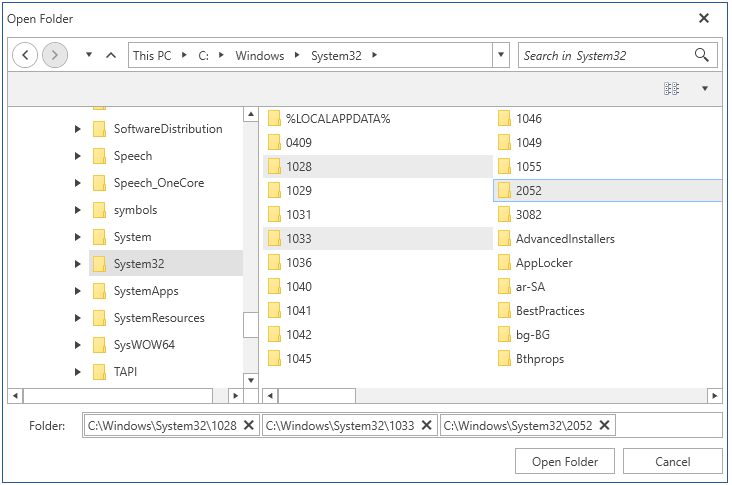 Open Folder
This PC C: Windows System32
Search in System32
SoftwareDistribution
Speech
Speech_OneCore
symbols
System
System32
SystemApps
SystemResources
SysWOW64
TAPI
%LOCALAPPDATA%
0409
1028
1029
1031
1033
1036
1040
1041
1042
1045
1046
1049
1055
2052
3082
AdvancedInstallers
AppLocker
ar-SA
BestPractices
bg-BG
Bthprops
Folder: C:\Windows\System32\1028 C:\Windows\System32\1033 C:\Windows\System32\2052
Open Folder Cancel